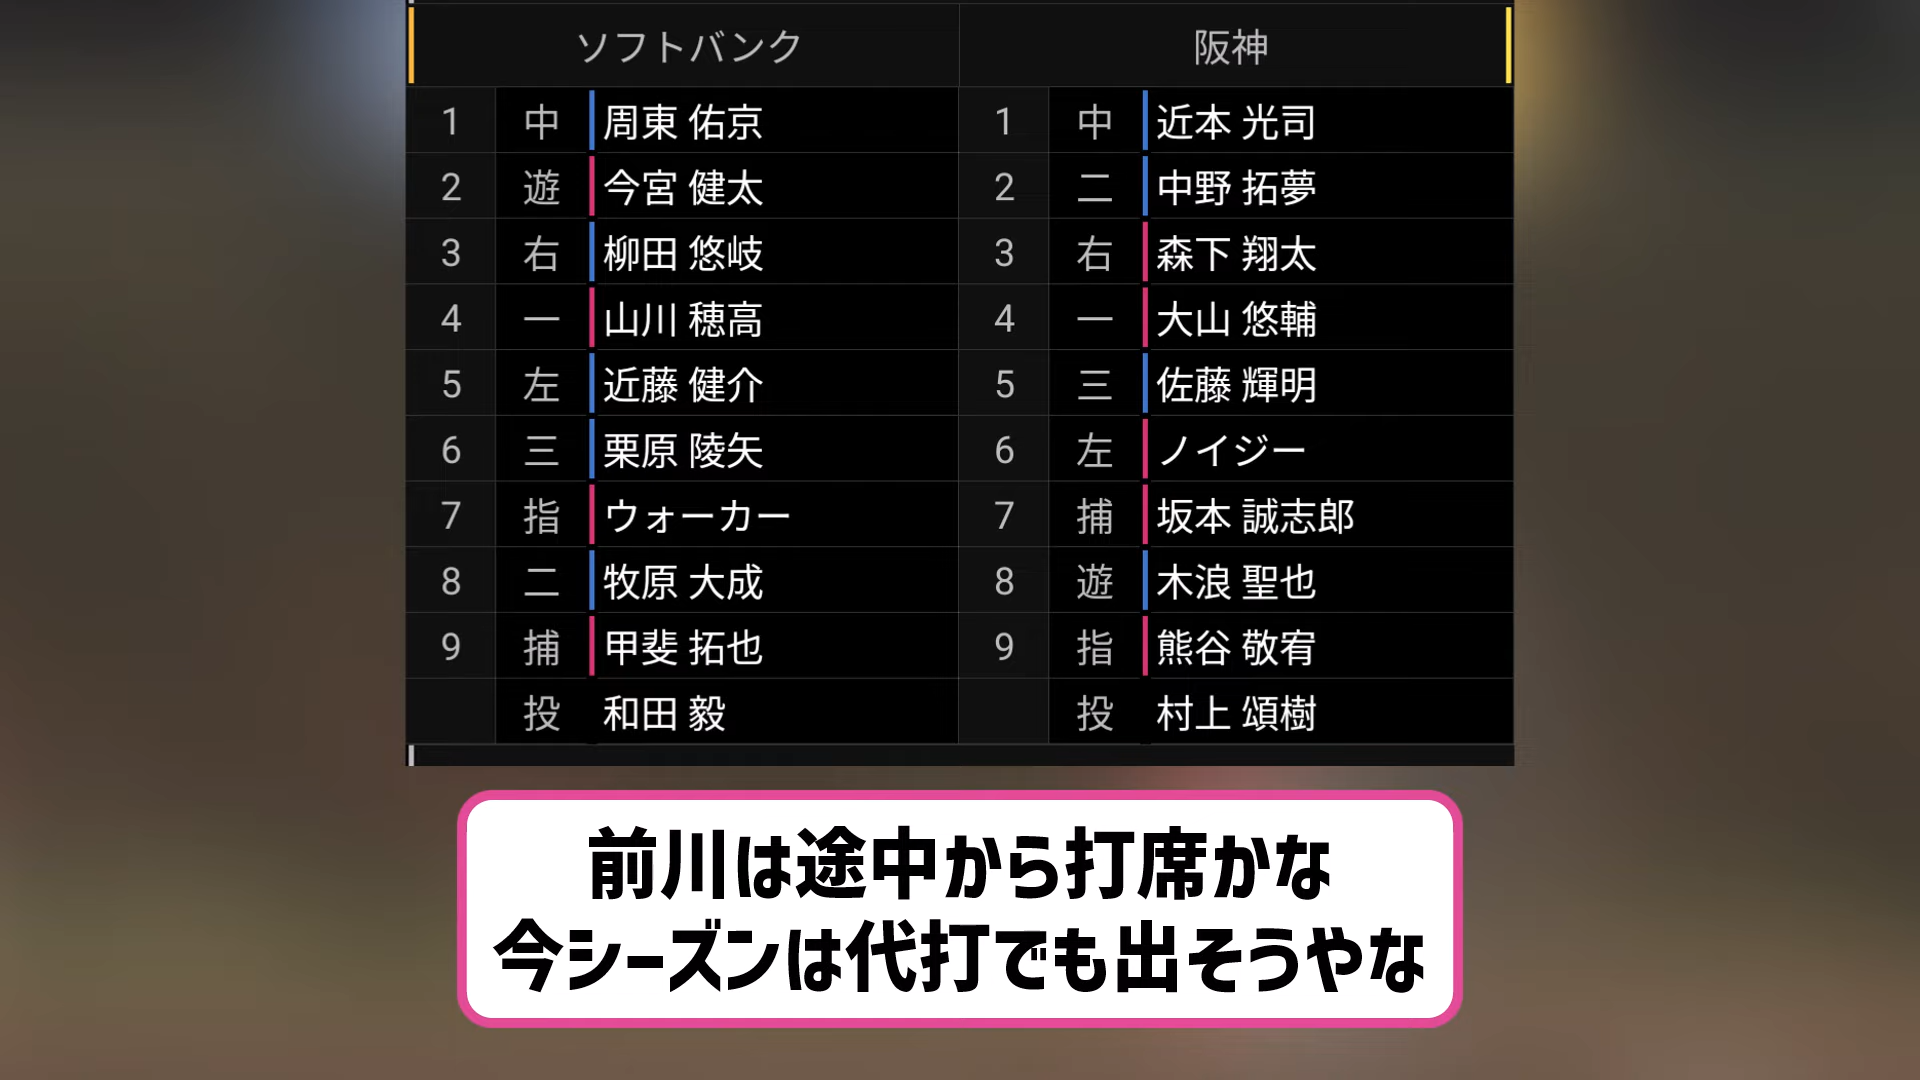 ソフトバンク 阪神
1 中 周東 佑京 1 中 近本 光司
2 遊 今宮 健太 2 二 中野 拓夢
3 右 柳田 悠岐 3 右 森下 翔太
4 一 山川 穂高 4 一 大山 悠輔
5 左 近藤 健介 5 三 佐藤 輝明
6 三 栗原 陵矢 6 左 ノイジー
7 指 ウォーカー 7 捕 坂本 誠志郎
8 二 牧原 大成 8 遊 木浪 聖也
9 捕 甲斐 拓也 9 指 熊谷 敬宥
投 和田 毅 投 村上 頌樹
前川は途中から打席かな
今シーズンは代打でも出そうやな